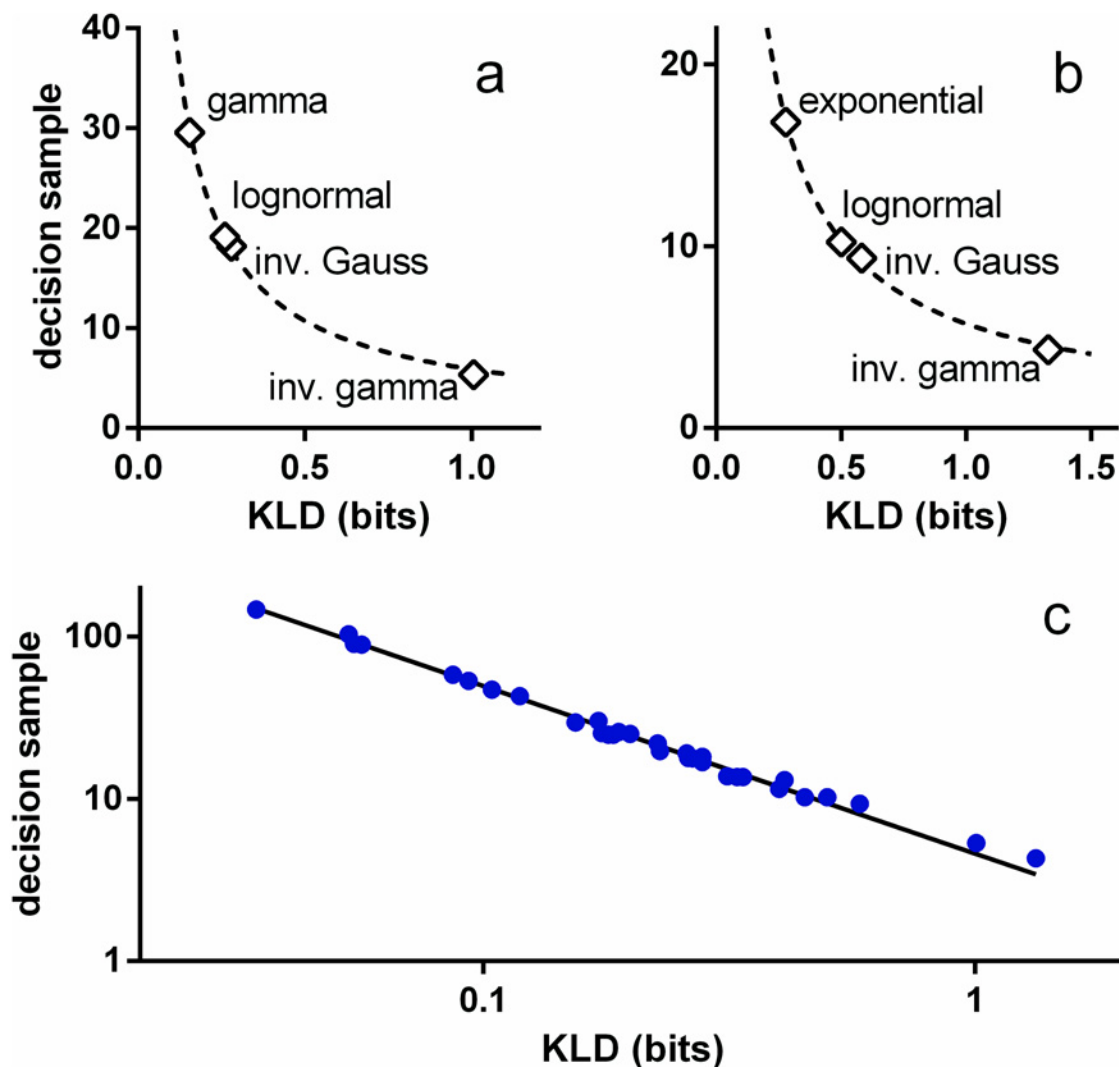 a
40
30
20
10
0
decision sample
gamma
lognormal
inv. Gauss
inv. gamma
0.0
0.5
1.0
KLD (bits)
b
20
10
0
exponential
lognormal
inv. Gauss
inv. gamma
0.0
0.5
1.0
1.5
KLD (bits)
c
100
10
1
decision sample
0.1
1
KLD (bits)